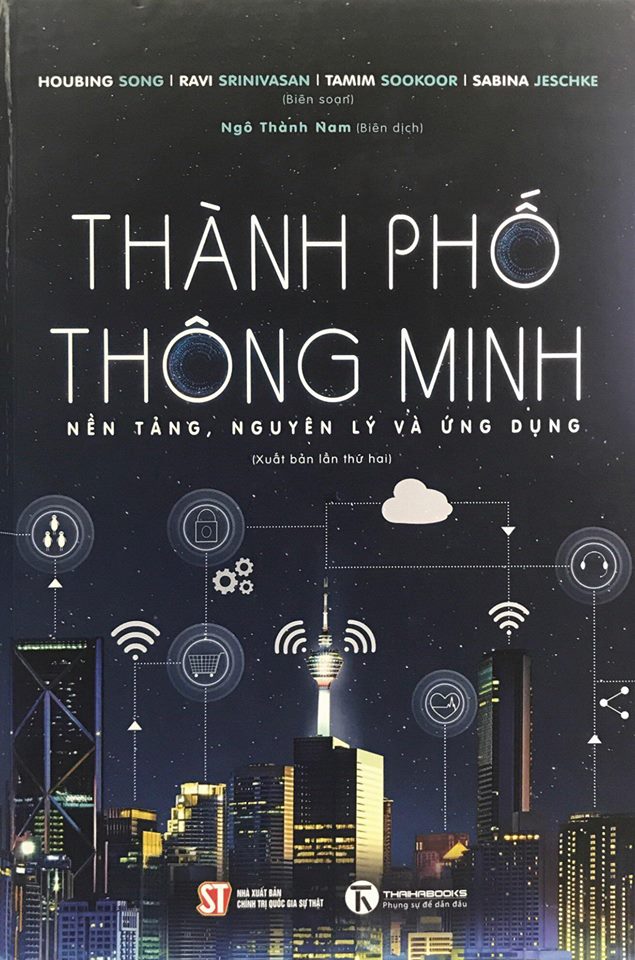 HOUBING SONG | RAVI SRINIVASAN | TAMIM SOOKOOR | SABINA JESCHKE
(Biên soạn)
Ngô Thành Nam (Biên dịch)
THÀNH PHỐ
THÔNG MINH
NỀN TẢNG, NGUYÊN LÝ VÀ ỨNG DỤNG
(Xuất bản lần thứ hai)
ST
NHÀ XUẤT BẢN
CHÍNH TRỊ QUỐC GIA SỰ THẬT
THAIHABOOKS
Phụng sự để dẫn đầu